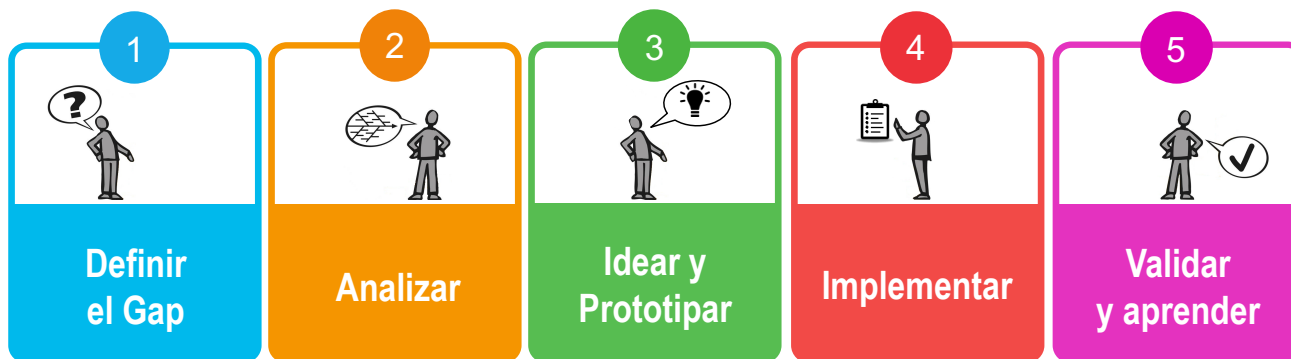 1
2
3
4
5
?
Definir
el Gap
Analizar
Idear y
Prototipar
Implementar
Validar
y aprender